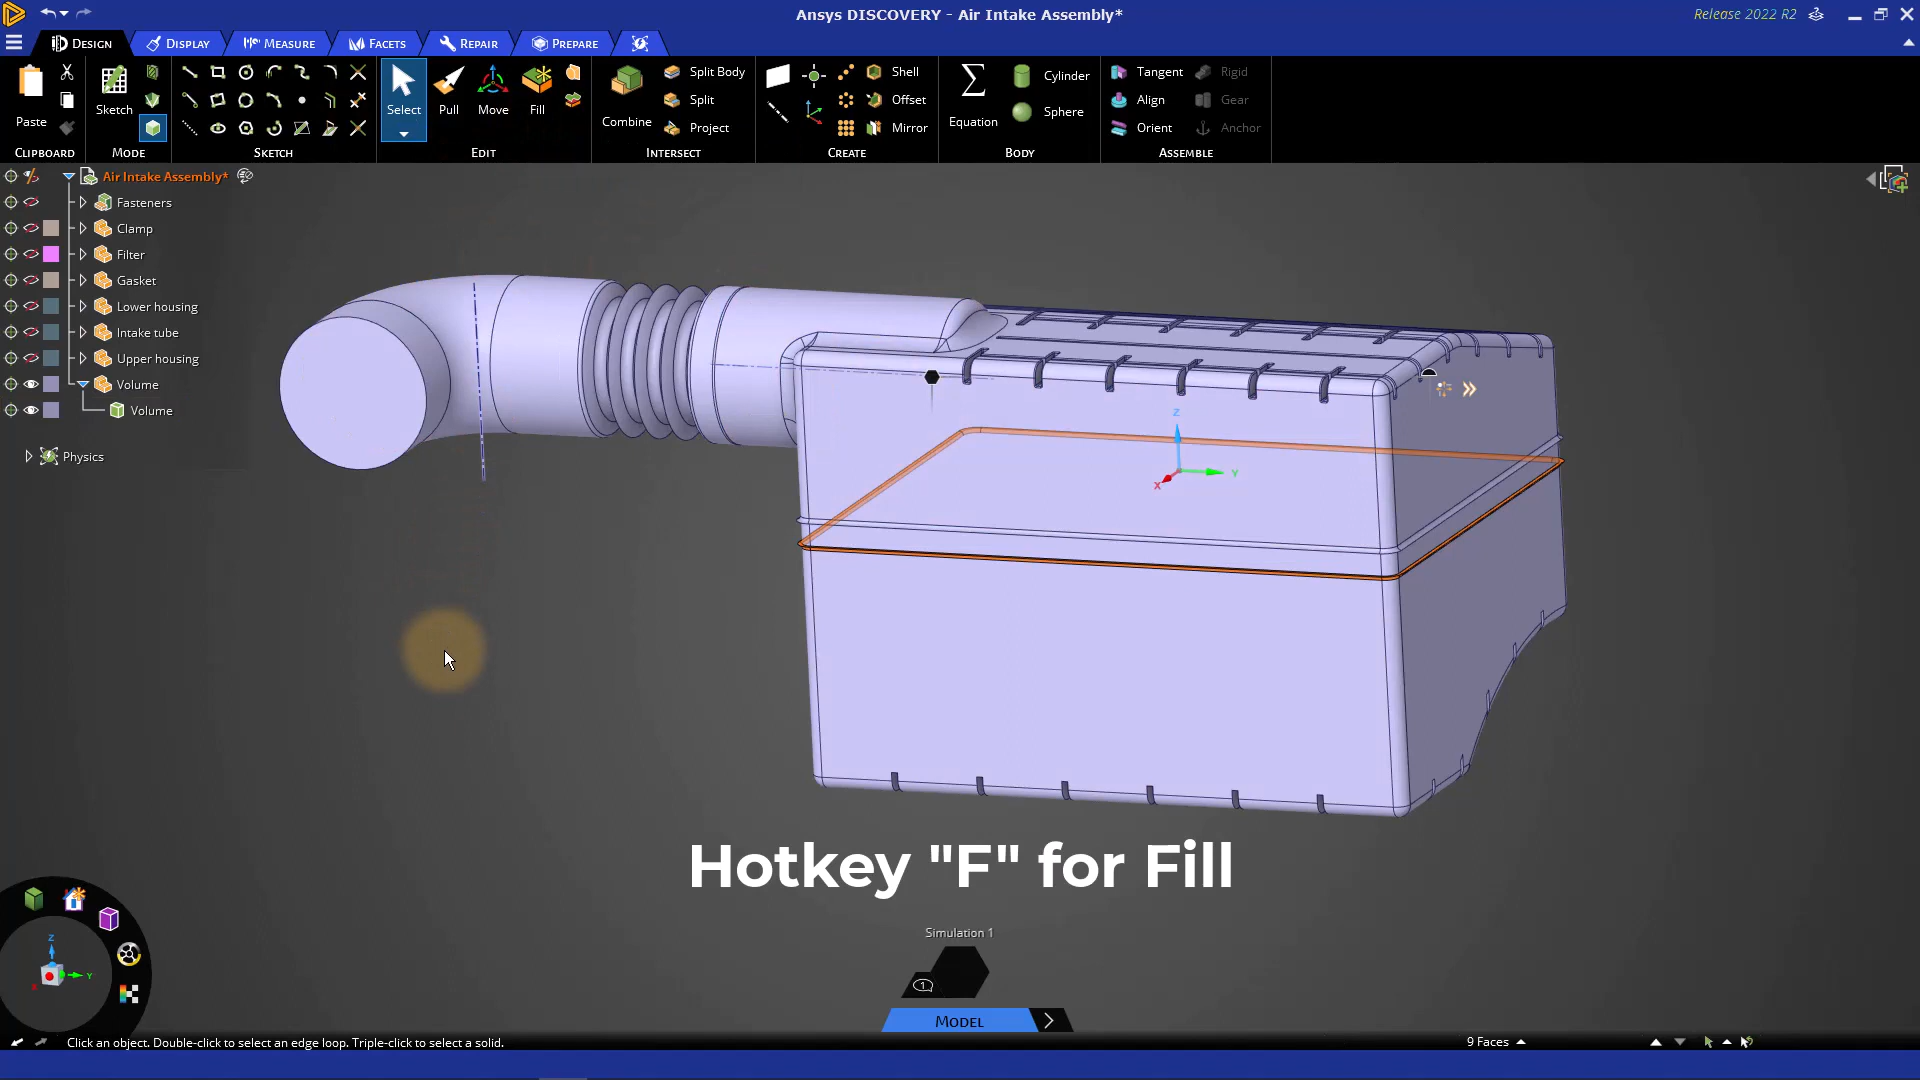 Ansys DISCOVERY - Air Intake Assembly*
Release 2022 R2
Design
Display
Measure
Facets
Repair
Prepare
Paste
Sketch
Select
Pull
Move
Fill
Combine
Split Body
Split
Project
Shell
Offset
Mirror
Equation
Cylinder
Sphere
Tangent
Align
Orient
Rigid
Gear
Anchor
Clipboard
Mode
Sketch
Edit
Intersect
Create
Body
Assemble
Air Intake Assembly*
Fasteners
Clamp
Filter
Gasket
Lower housing
Intake tube
Upper housing
Volume
Volume
Physics
Z
Y
X
Hotkey "F" for Fill
Simulation 1
1
Model
Z
Y
Click an object. Double-click to select an edge loop. Triple-click to select a solid.
9 Faces